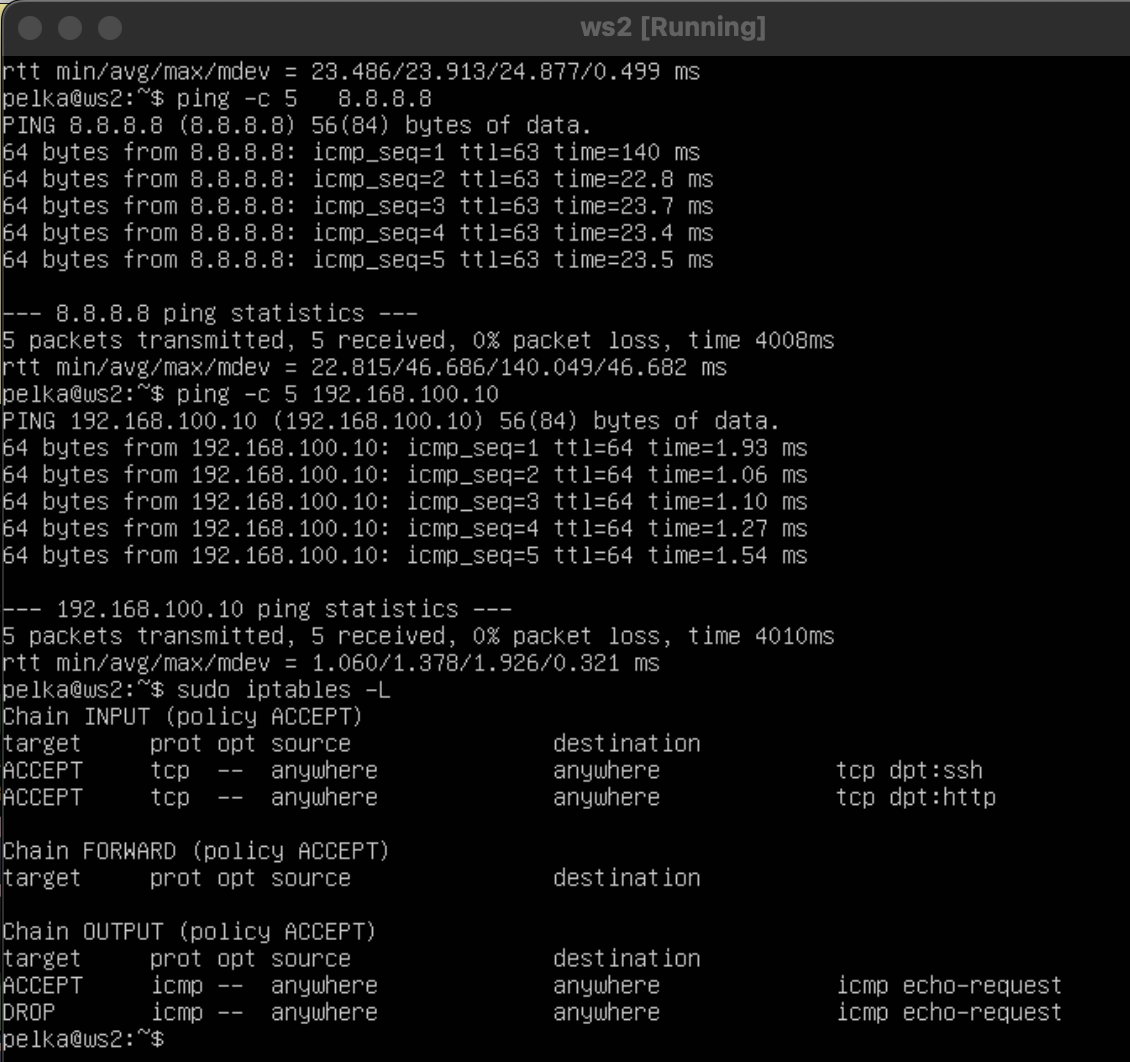 ws2 [Running]
rtt min/avg/max/mdev = 23.486/23.913/24.877/0.499 ms
pelka@ws2:~$ ping -c 5   8.8.8.8
PING 8.8.8.8 (8.8.8.8) 56(84) bytes of data.
64 bytes from 8.8.8.8: icmp_seq=1 ttl=63 time=140 ms
64 bytes from 8.8.8.8: icmp_seq=2 ttl=63 time=22.8 ms
64 bytes from 8.8.8.8: icmp_seq=3 ttl=63 time=23.7 ms
64 bytes from 8.8.8.8: icmp_seq=4 ttl=63 time=23.4 ms
64 bytes from 8.8.8.8: icmp_seq=5 ttl=63 time=23.5 ms
--- 8.8.8.8 ping statistics ---
5 packets transmitted, 5 received, 0% packet loss, time 4008ms
rtt min/avg/max/mdev = 22.815/46.686/140.049/46.682 ms
pelka@ws2:~$ ping -c 5 192.168.100.10
PING 192.168.100.10 (192.168.100.10) 56(84) bytes of data.
64 bytes from 192.168.100.10: icmp_seq=1 ttl=64 time=1.93 ms
64 bytes from 192.168.100.10: icmp_seq=2 ttl=64 time=1.06 ms
64 bytes from 192.168.100.10: icmp_seq=3 ttl=64 time=1.10 ms
64 bytes from 192.168.100.10: icmp_seq=4 ttl=64 time=1.27 ms
64 bytes from 192.168.100.10: icmp_seq=5 ttl=64 time=1.54 ms
--- 192.168.100.10 ping statistics ---
5 packets transmitted, 5 received, 0% packet loss, time 4010ms
rtt min/avg/max/mdev = 1.060/1.378/1.926/0.321 ms
pelka@ws2:~$ sudo iptables -L
Chain INPUT (policy ACCEPT)
target     prot opt source               destination
ACCEPT     tcp  --  anywhere             anywhere             tcp dpt:ssh
ACCEPT     tcp  --  anywhere             anywhere             tcp dpt:http
Chain FORWARD (policy ACCEPT)
target     prot opt source               destination
Chain OUTPUT (policy ACCEPT)
target     prot opt source               destination
ACCEPT     icmp --  anywhere             anywhere             icmp echo-request
DROP       icmp --  anywhere             anywhere             icmp echo-request
pelka@ws2:~$